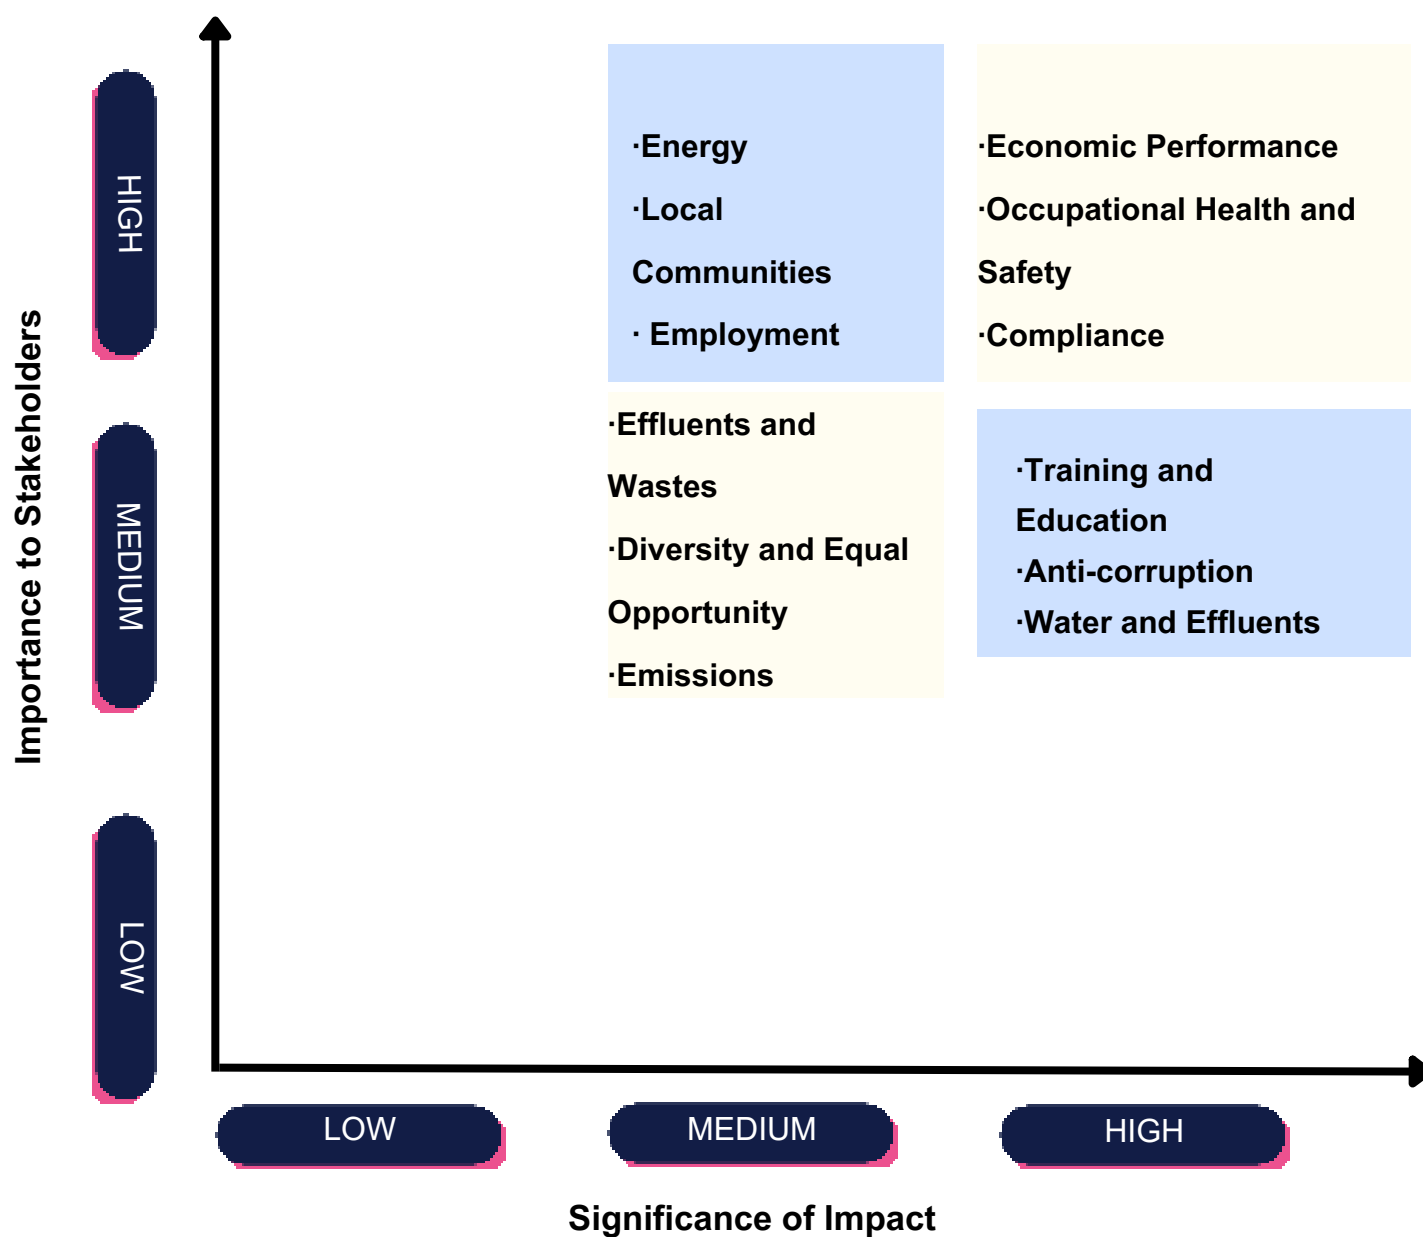 Importance to Stakeholders
HIGH
MEDIUM
LOW
·Energy
·Local
Communities
· Employment
·Economic Performance
·Occupational Health and
Safety
·Compliance
·Effluents and
Wastes
·Diversity and Equal
Opportunity
·Emissions
·Training and
Education
·Anti-corruption
·Water and Effluents
LOW
MEDIUM
HIGH
Significance of Impact